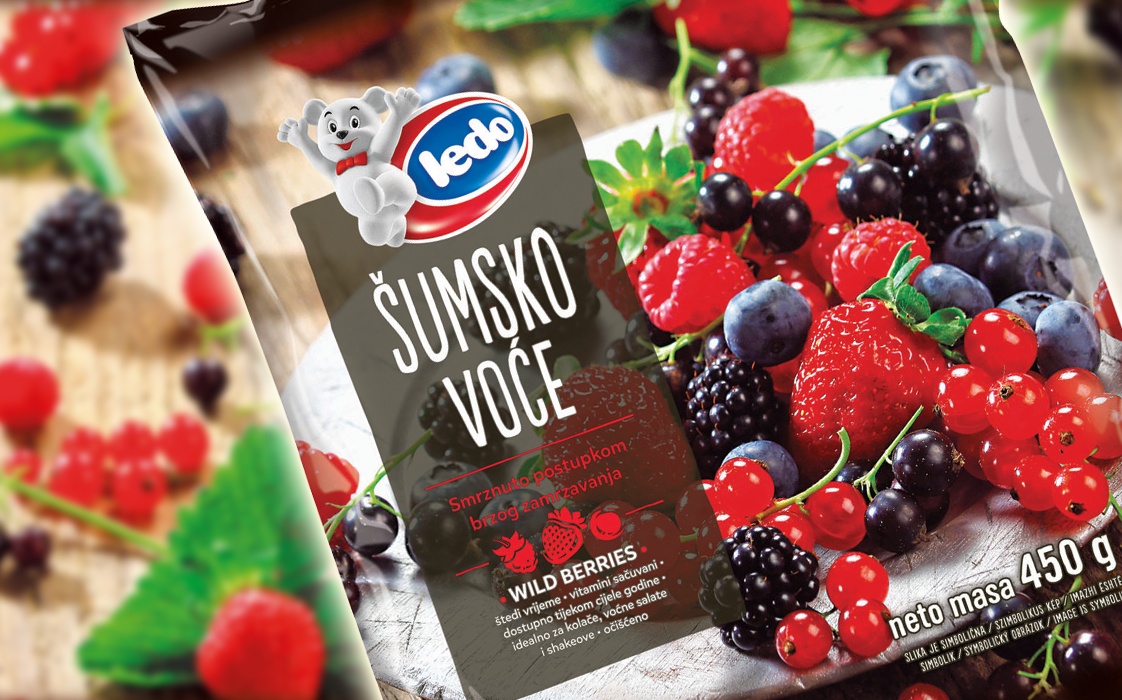 ledo
ŠUMSKO
VOĆE
Smrznuto postupkom
brzog zamrzavanja
• WILD BERRIES •
štedi vrijeme • vitamini sačuvani •
dostupno tijekom cijele godine •
idealno za kolače, voćne salate
i shakeove • očišćeno
neto masa 450 g
SLIKA JE SIMBOLIČNA / SZIMBOLIKUS KÉP / IMAZHI ËSHTË
SIMBOLIK / SYMBOLICKÝ OBRÁZOK / IMAGE IS SYMBOLI